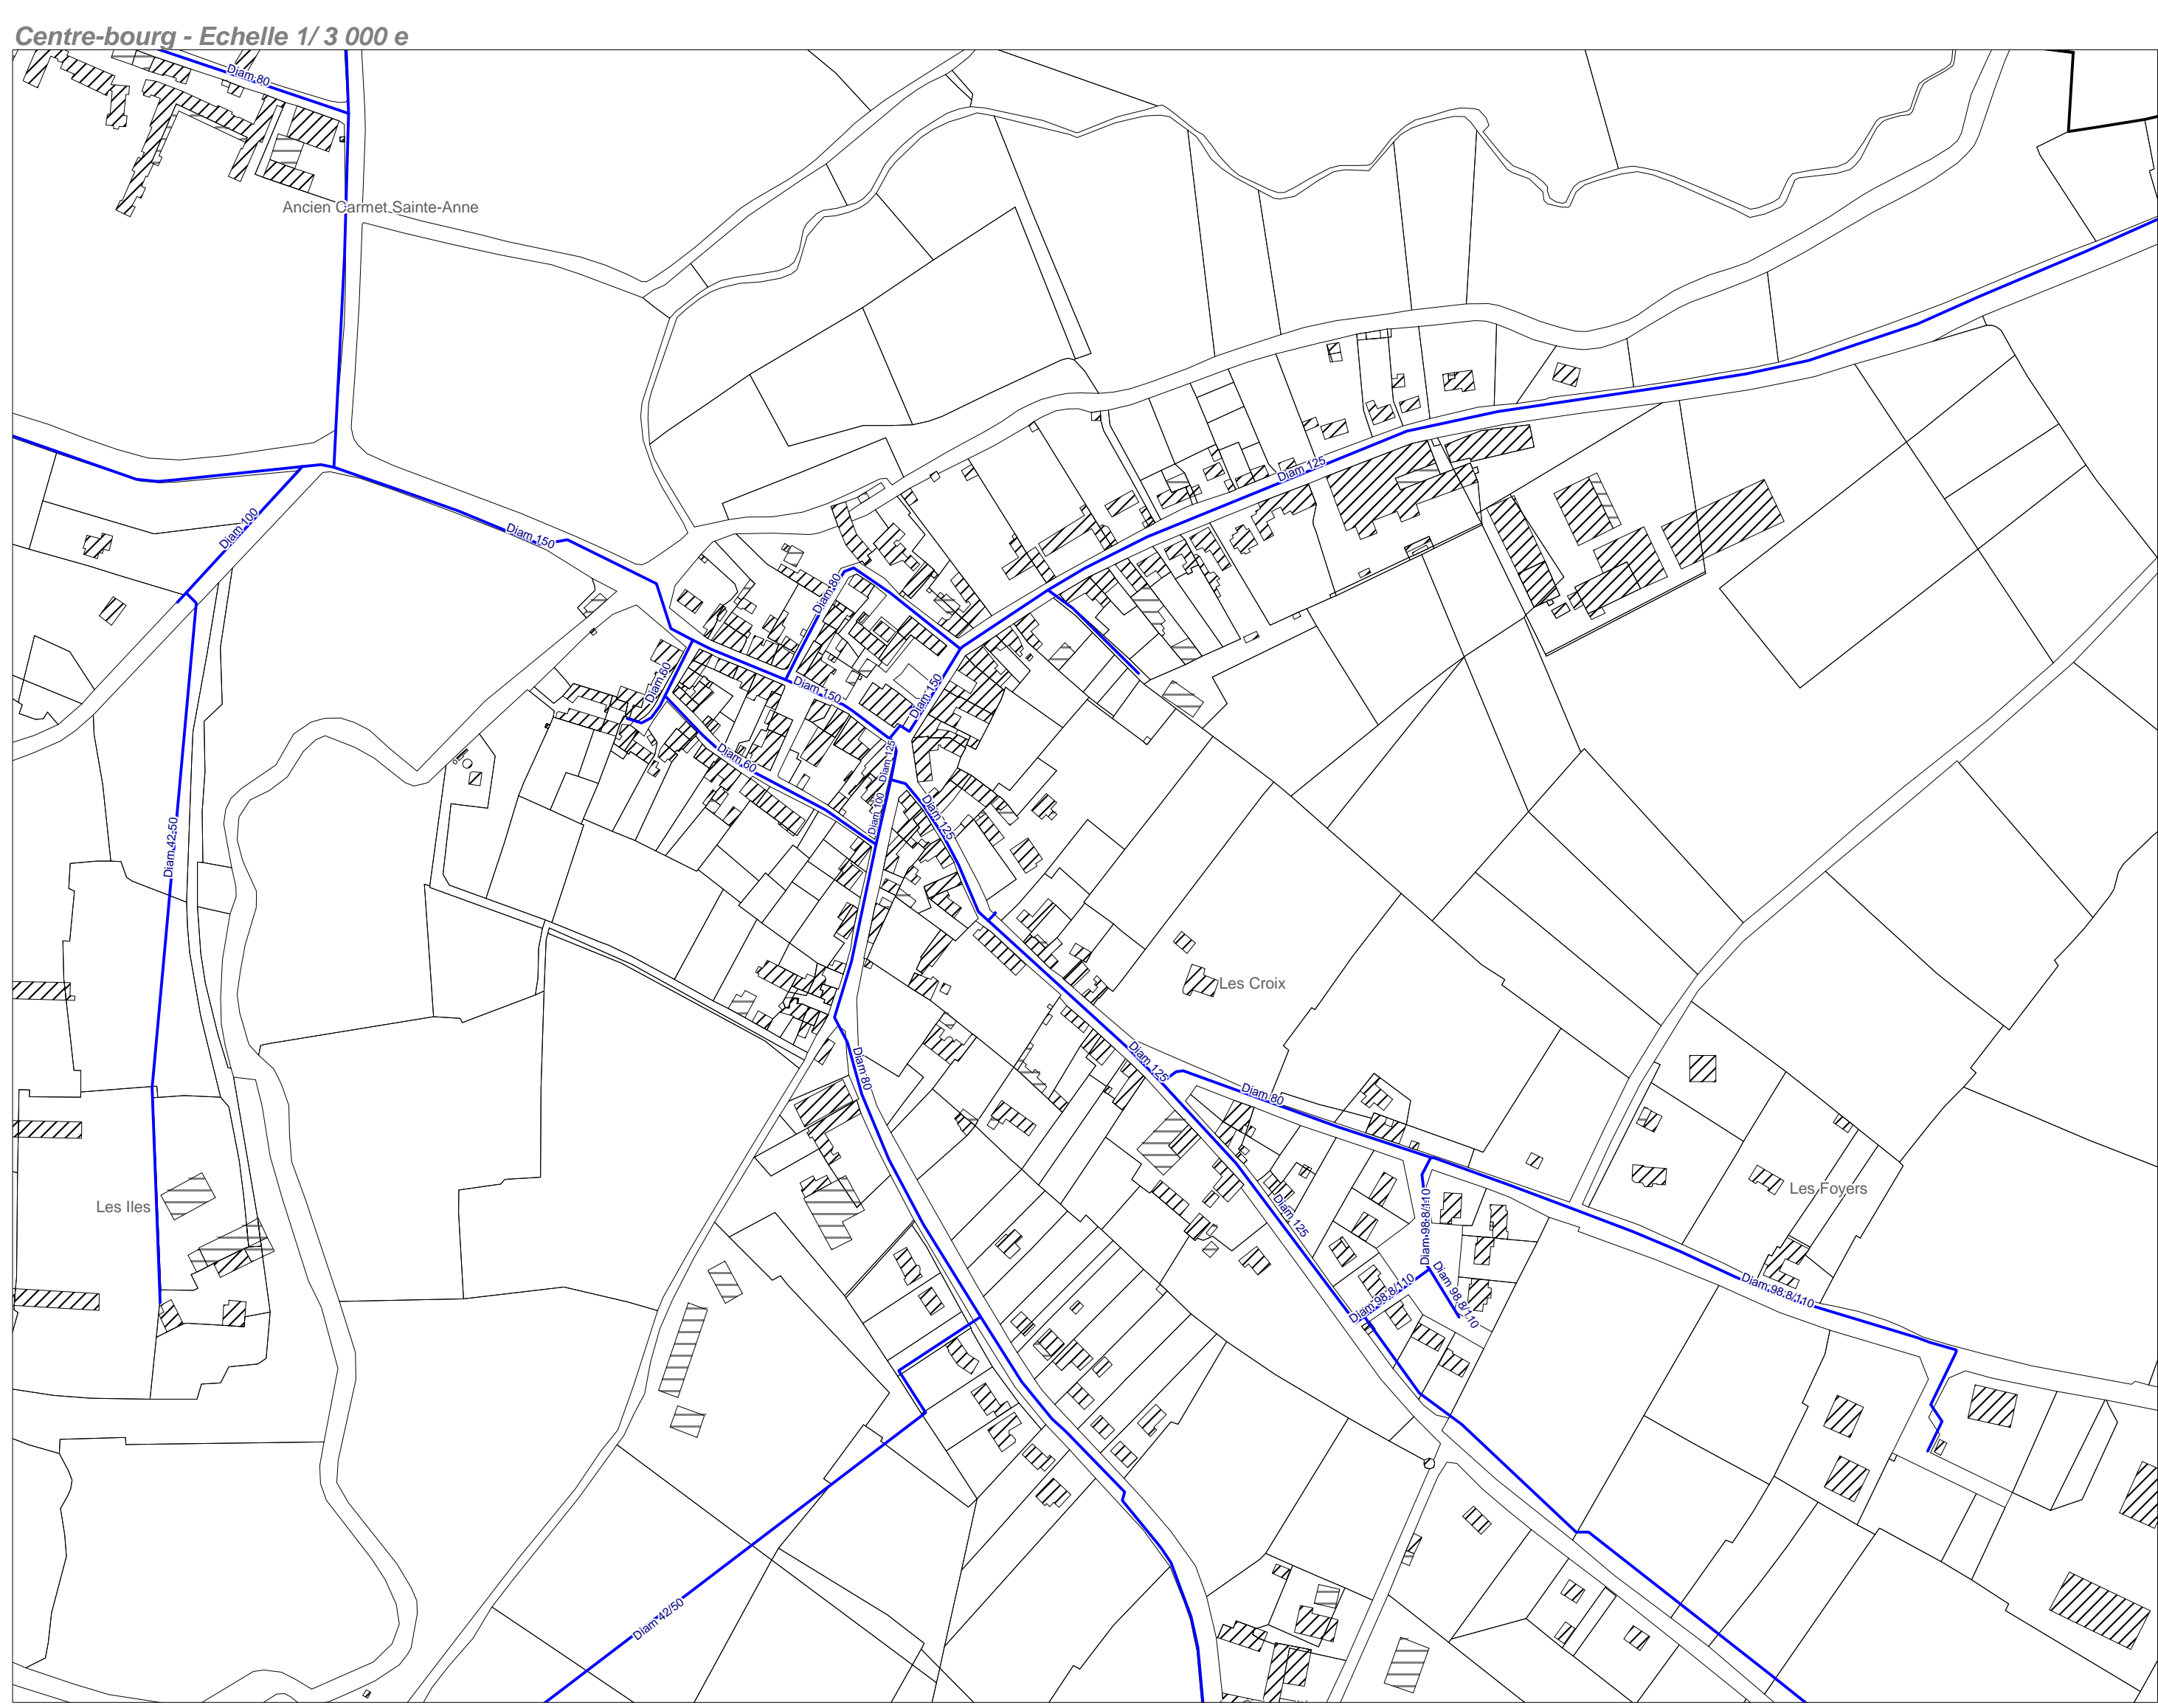 Centre-bourg - Echelle 1/ 3 000 e
Diam 80
Ancien Carmet Sainte-Anne
Diam 125
Diam 100
Diam 150
Diam 80
Diam 60
Diam 150
Diam 150
Diam 125
Diam 60
Diam 100
Diam 125
Diam 42/50
Les Croix
Diam 125
Diam 80
Diam 80
Les Iles
Les Foyers
Diam 125
Diam 98.8/110
Diam 98.8/110
Diam 98.8/110
Diam 98.8/110
Diam 42/50